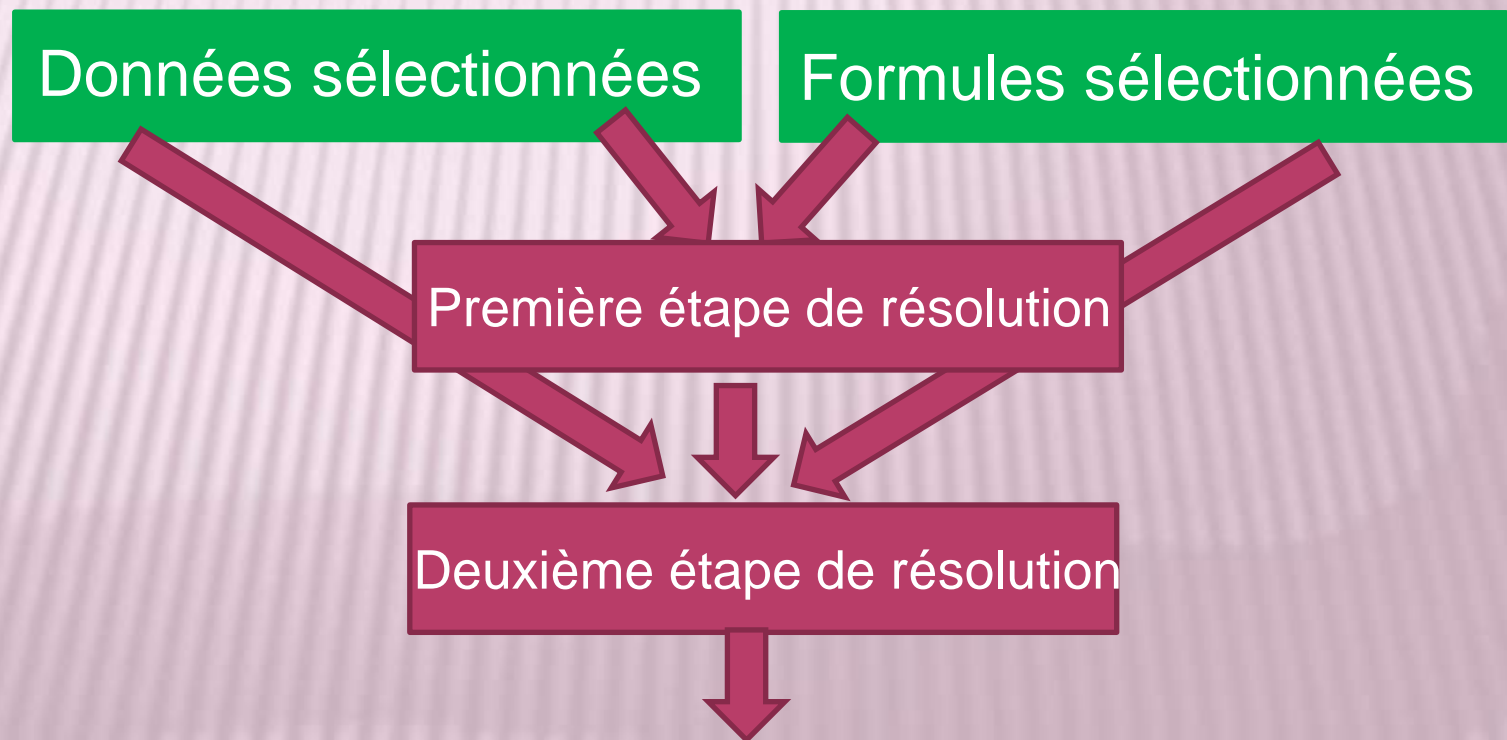 Données sélectionnées
Formules sélectionnées
Première étape de résolution
Deuxième étape de résolution